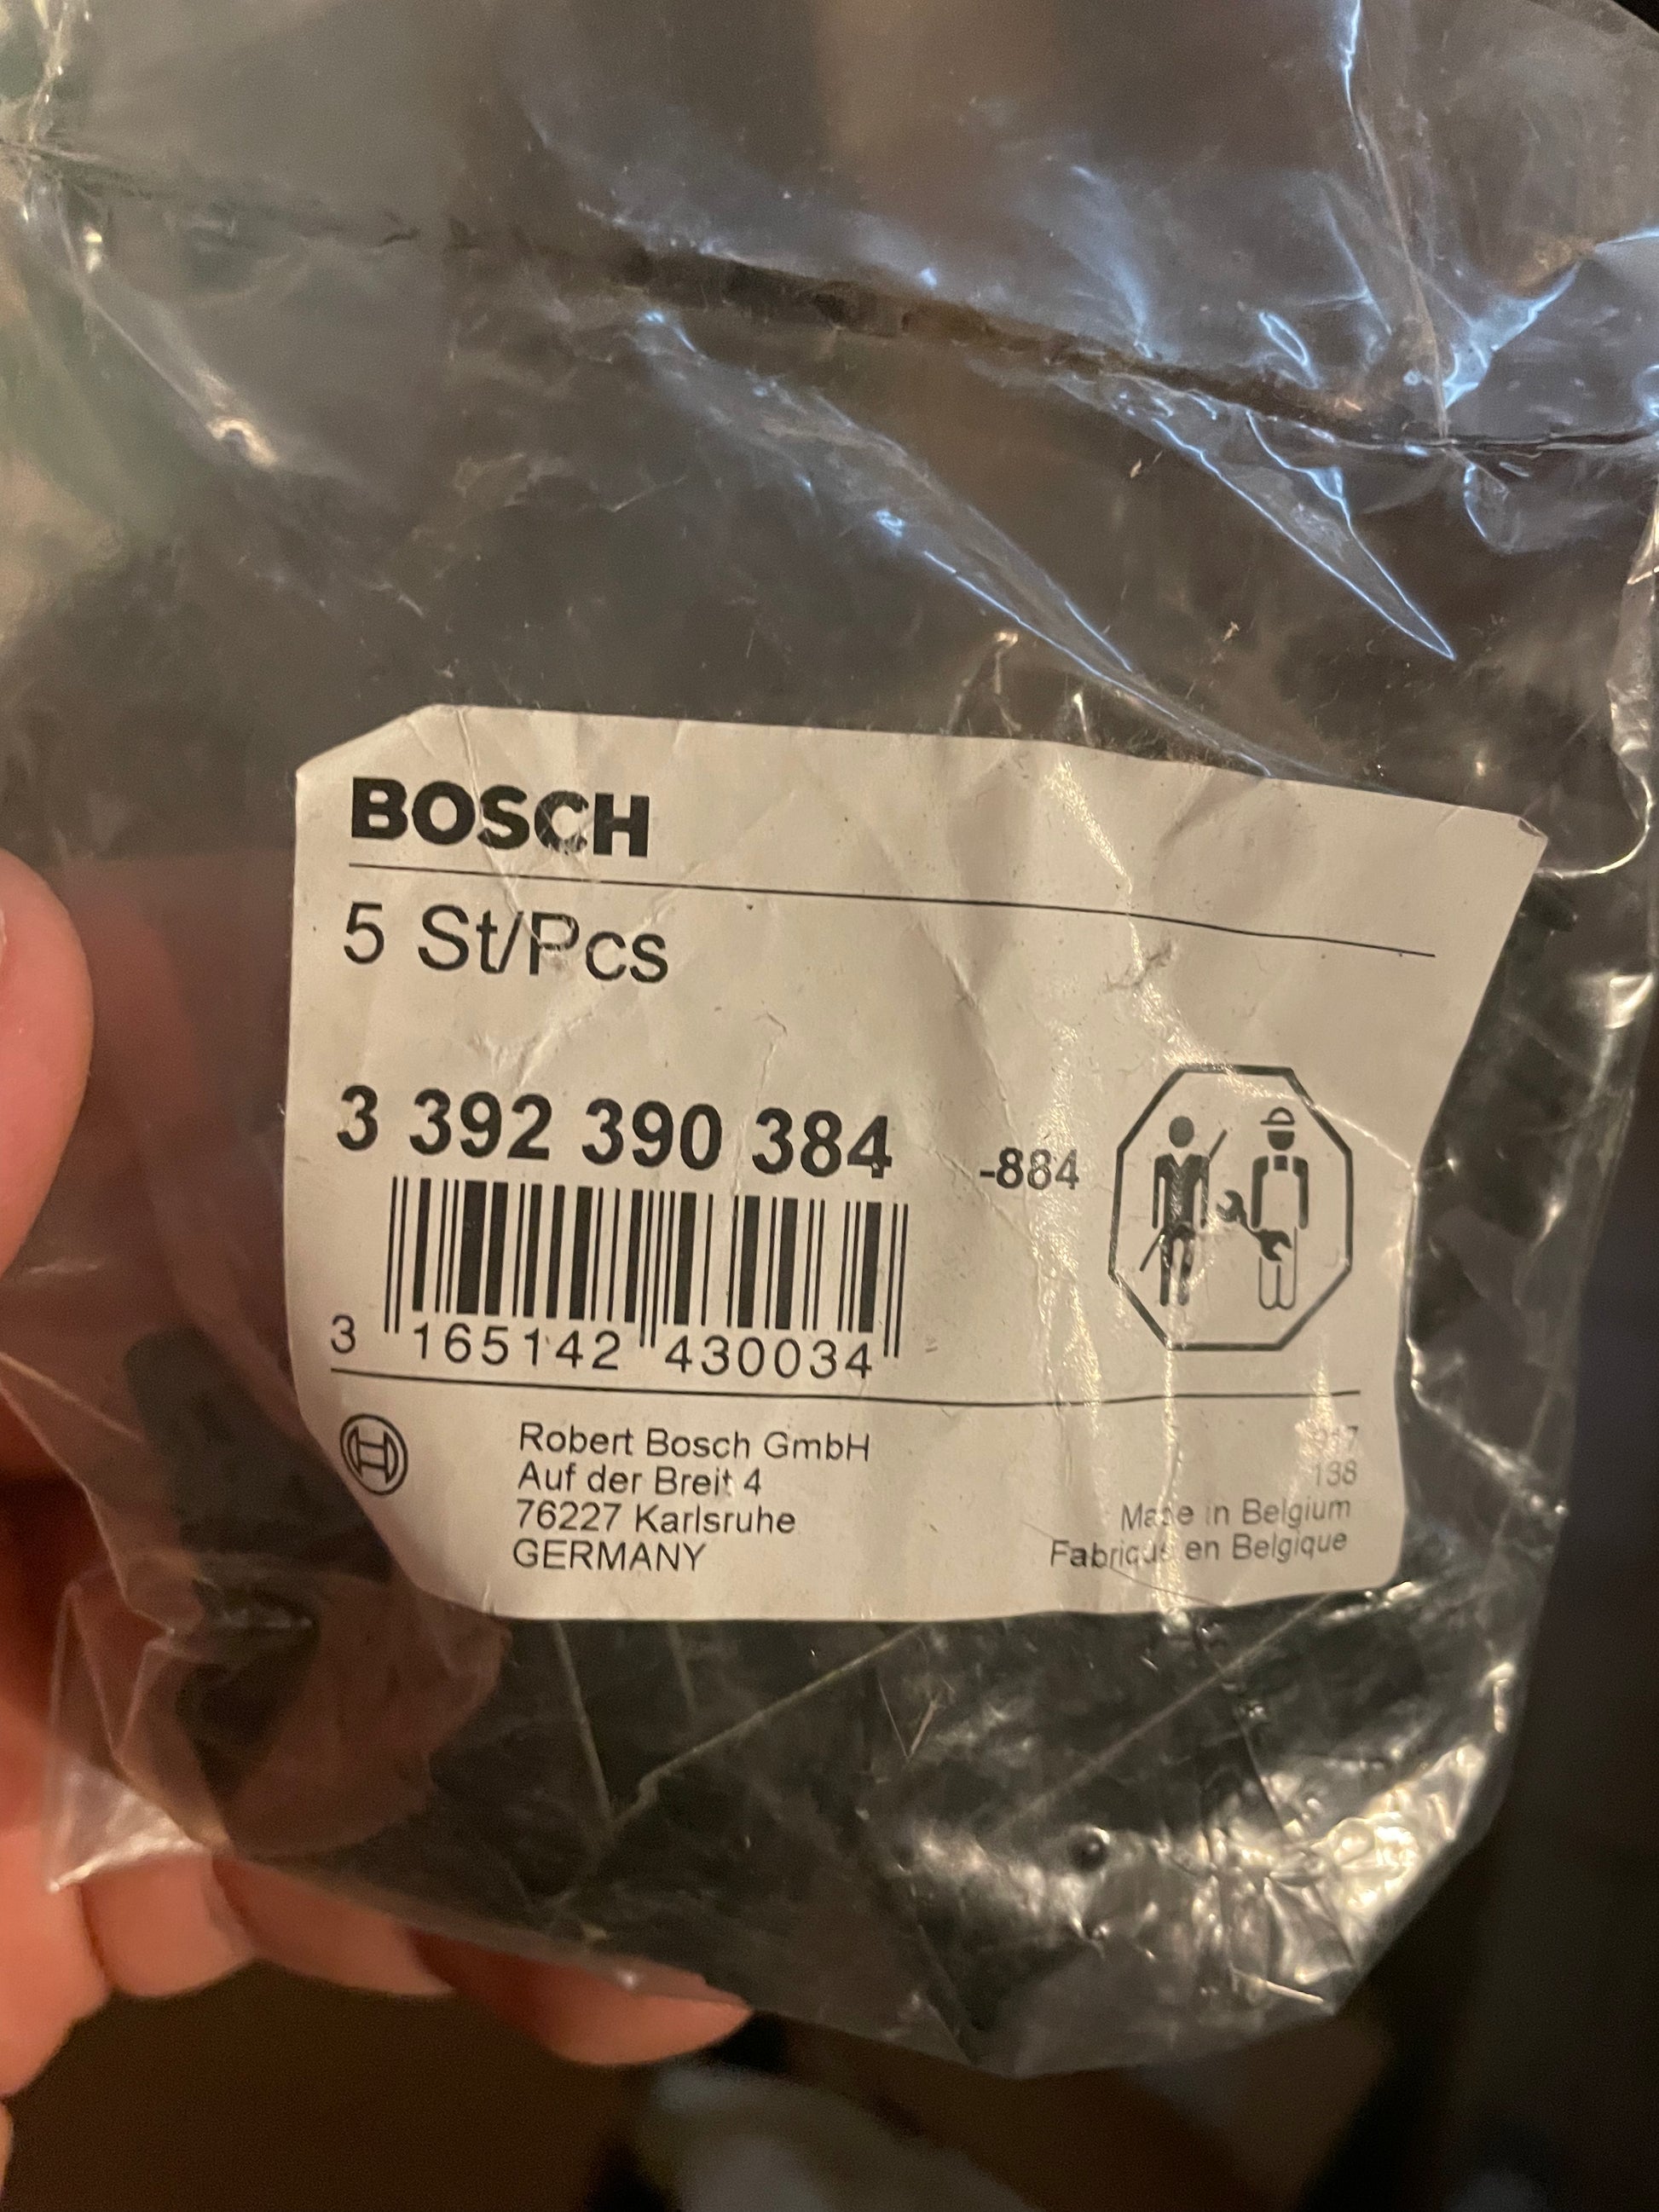 BOSCH
5 St/Pcs
3 392 390 384
-884
3 165142 430034
Robert Bosch GmbH
Auf der Breit 4
76227 Karlsruhe
GERMANY
138
Made in Belgium
Fabriqué en Belgique